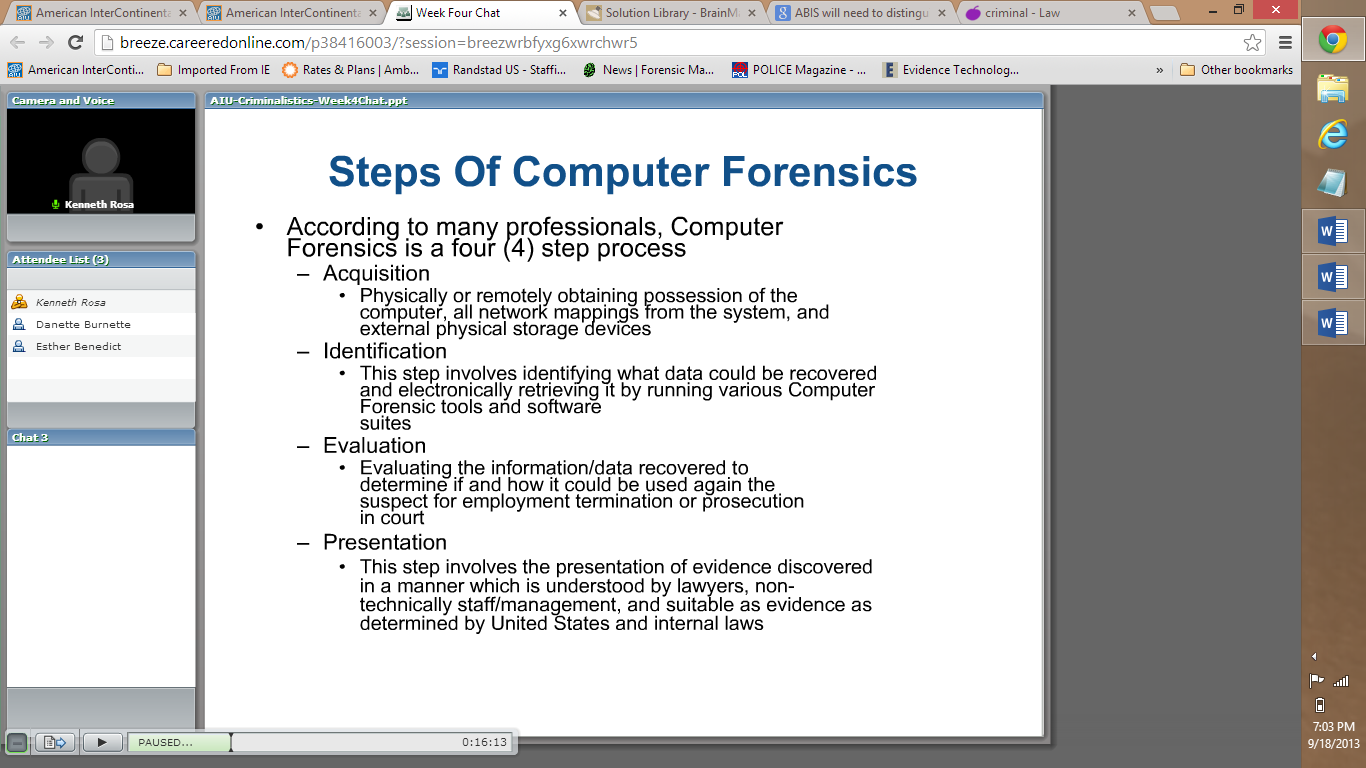 American InterContinenta
American InterContinenta
Week Four Chat
Solution Library - BrainM
ABIS will need to distingu
criminal - Law
breeze.careeredonline.com/p38416003/?session=breezwrbfyxg6xwrchwr5
American InterConti...
Imported From IE
Rates & Plans | Amb...
Randstad US - Staffi...
News | Forensic Ma...
POLICE Magazine - ...
Evidence Technolog...
»
Other bookmarks
Camera and Voice
Kenneth Rosa
Attendee List (3)
Kenneth Rosa
Danette Burnette
Esther Benedict
Chat 3
AIU-Criminalistics-Week4Chat.ppt
Steps Of Computer Forensics
• According to many professionals, Computer
Forensics is a four (4) step process
– Acquisition
• Physically or remotely obtaining possession of the
computer, all network mappings from the system, and
external physical storage devices
– Identification
• This step involves identifying what data could be recovered
and electronically retrieving it by running various Computer
Forensic tools and software
suites
– Evaluation
• Evaluating the information/data recovered to
determine if and how it could be used again the
suspect for employment termination or prosecution
in court
– Presentation
• This step involves the presentation of evidence discovered
in a manner which is understood by lawyers, non-
technically staff/management, and suitable as evidence as
determined by United States and internal laws
PAUSED...
0:16:13
7:03 PM
9/18/2013